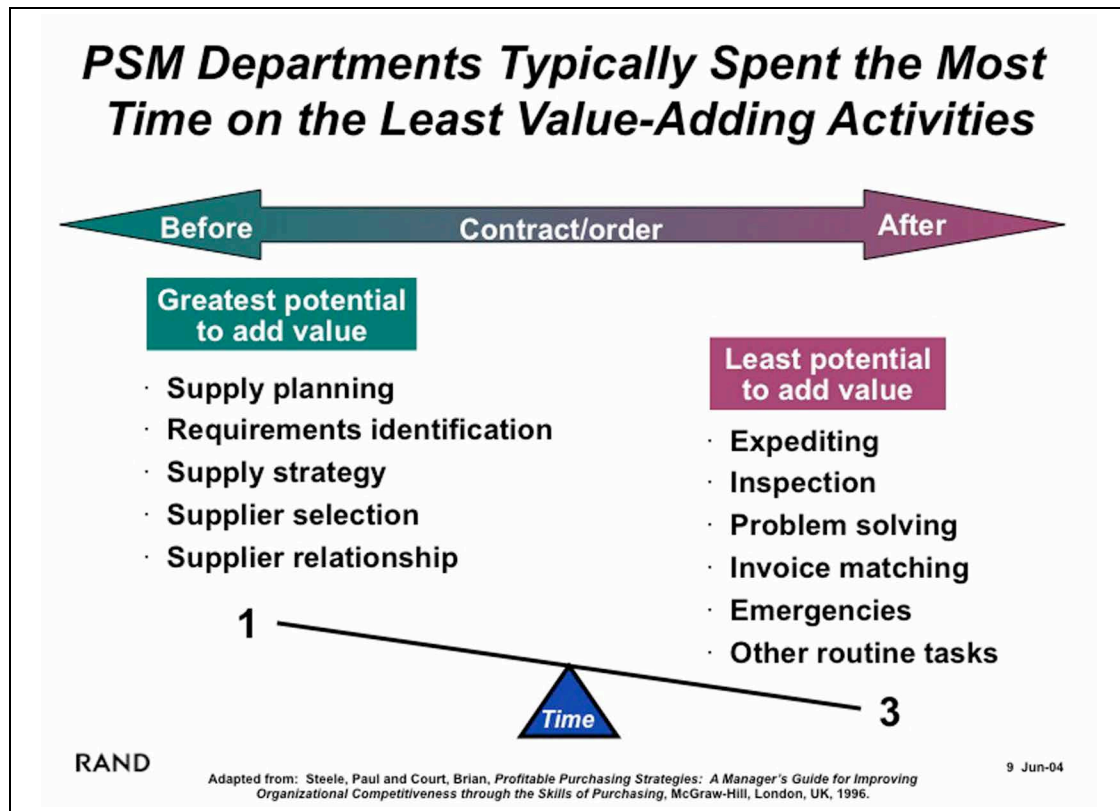 PSM Departments Typically Spent the Most
Time on the Least Value-Adding Activities
Before
Contract/order
After
Greatest potential
to add value
· Supply planning
· Requirements identification
· Supply strategy
· Supplier selection
· Supplier relationship
Least potential
to add value
· Expediting
· Inspection
· Problem solving
· Invoice matching
· Emergencies
· Other routine tasks
1
Time
3
RAND
Adapted from: Steele, Paul and Court, Brian, Profitable Purchasing Strategies: A Manager's Guide for Improving
Organizational Competitiveness through the Skills of Purchasing, McGraw-Hill, London, UK, 1996.
9 Jun-04